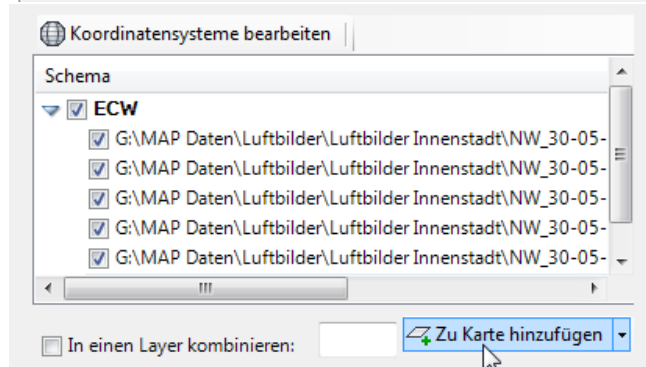 Koordinatensysteme bearbeiten
Schema
ECW
G:\MAP Daten\Luftbilder\Luftbilder Innenstadt\NW_30-05-
G:\MAP Daten\Luftbilder\Luftbilder Innenstadt\NW_30-05-
G:\MAP Daten\Luftbilder\Luftbilder Innenstadt\NW_30-05-
G:\MAP Daten\Luftbilder\Luftbilder Innenstadt\NW_30-05-
G:\MAP Daten\Luftbilder\Luftbilder Innenstadt\NW_30-05-
In einen Layer kombinieren: Zu Karte hinzufügen